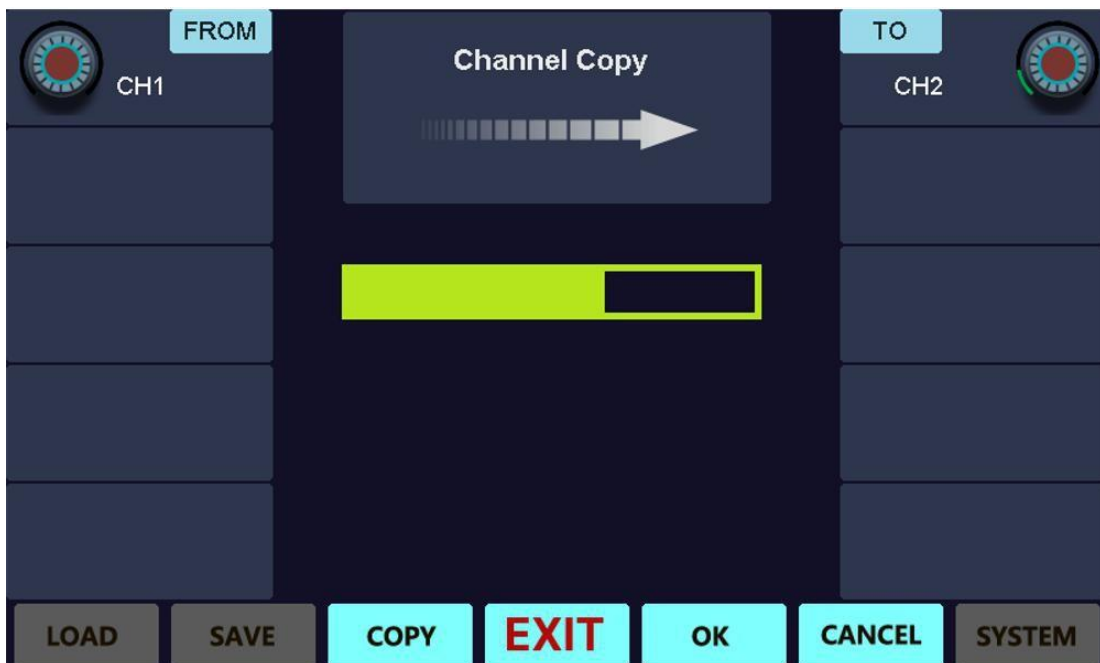 FROM
CH1
Channel Copy
TO
CH2
LOAD
SAVE
COPY
EXIT
OK
CANCEL
SYSTEM